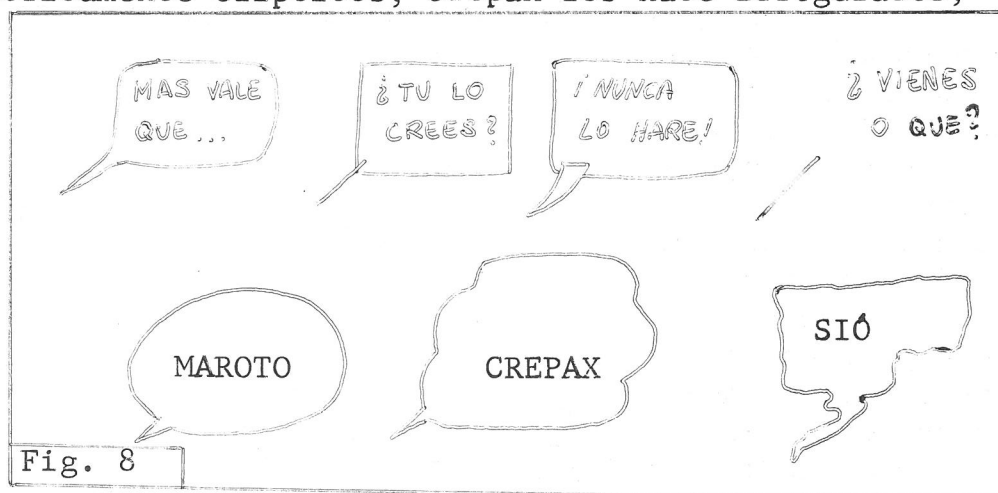 MAS VALE
QUE...
¿TU LO
CREES?
¡NUNCA
LO HARE!
¿VIENES
O QUE?
MAROTO
CREPAX
SIÓ
Fig. 8